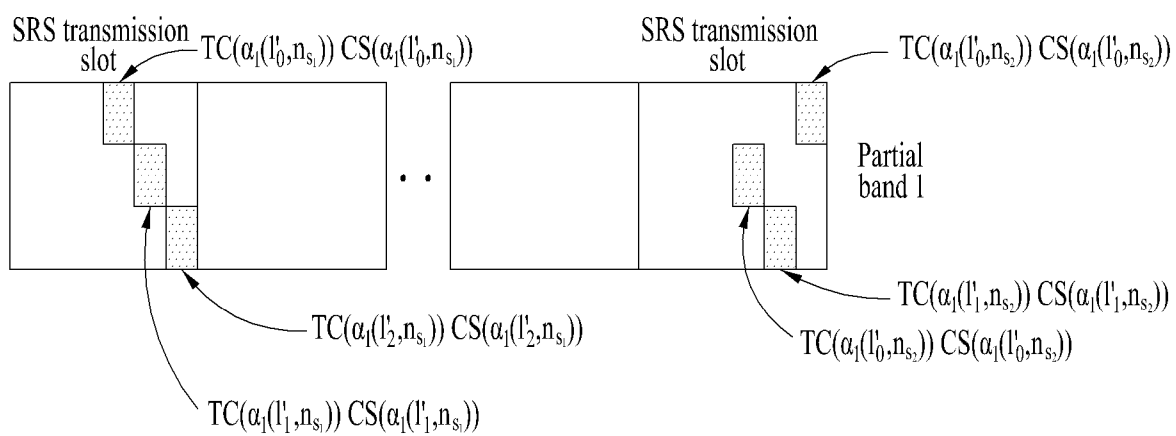 SRS transmission
slot
TC(α₁(l'₀,nₛ₁)) CS(α₁(l'₀,nₛ₁))
SRS transmission
slot
TC(α₁(l'₀,nₛ₂)) CS(α₁(l'₀,nₛ₂))
Partial
band 1
TC(α₁(l'₁,nₛ₂)) CS(α₁(l'₁,nₛ₂))
TC(α₁(l'₂,nₛ₁)) CS(α₁(l'₂,nₛ₁))
TC(α₁(l'₀,nₛ₂)) CS(α₁(l'₀,nₛ₂))
TC(α₁(l'₁,nₛ₁)) CS(α₁(l'₁,nₛ₁))